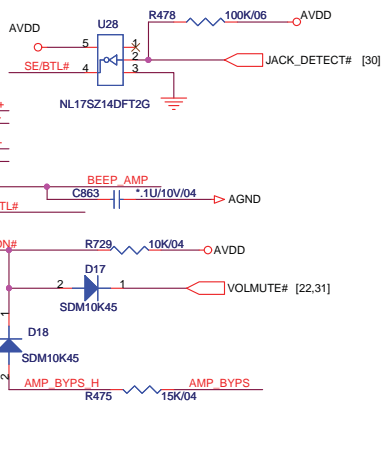 R478 100K/06 AVDD
U28
AVDD
5 1
2 JACK_DETECT# [30]
SE/BTL# 4 3
NL17SZ14DFT2G
BEEP_AMP
C863 *.1U/10V/04 AGND
TL#
ON# R729 10K/04 AVDD
D17
2 1 VOLMUTE# [22,31]
SDM10K45
1 D18
SDM10K45
2
AMP_BYPS_H AMP_BYPS
R475 15K/04